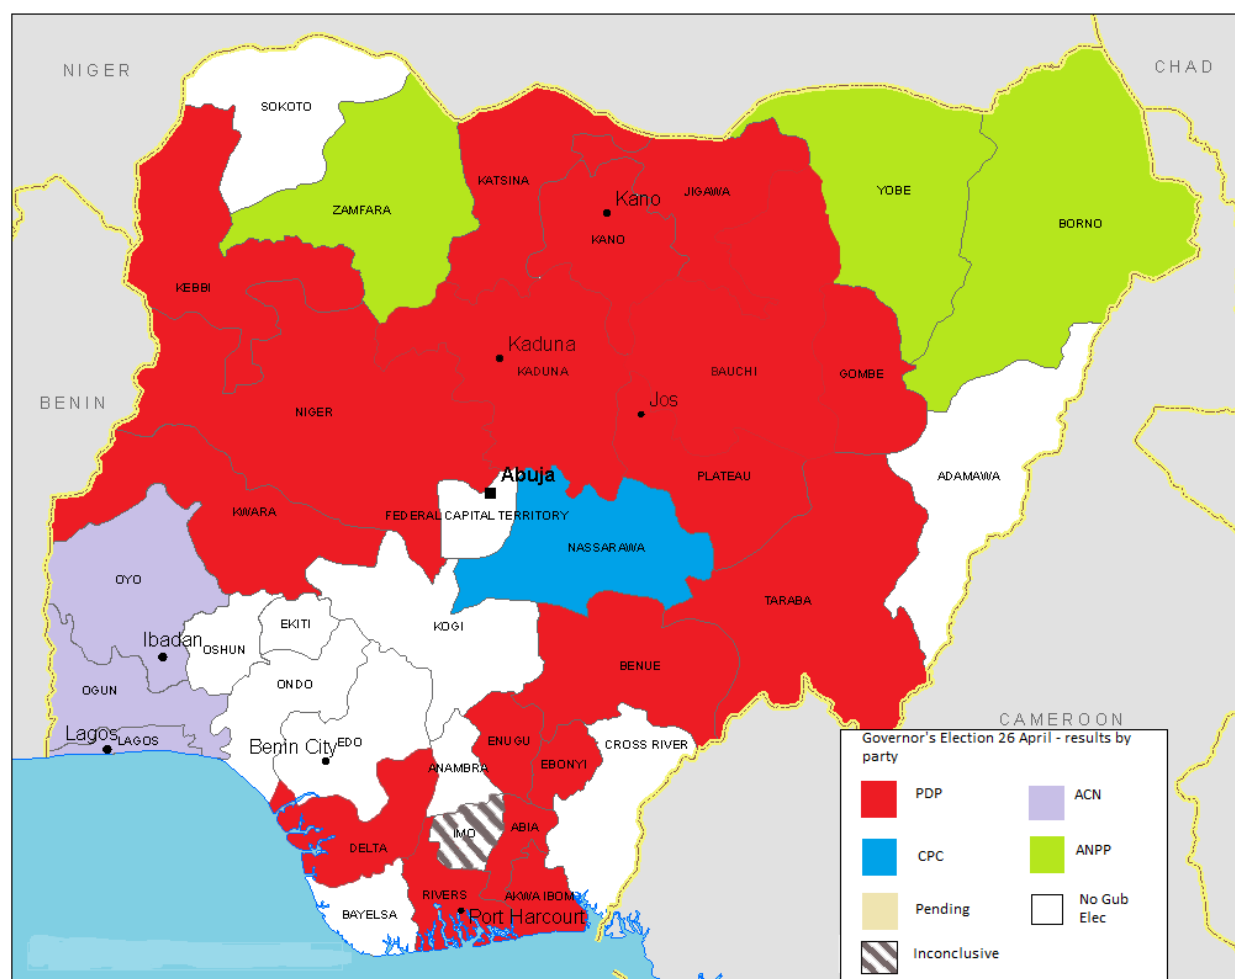 NIGER
CHAD
SOKOTO
KATSINA
JIGAWA
YOBE
ZAMFARA
Kano
BORNO
KANO
KEBBI
Kaduna
KADUNA
BAUCHI
GOMBE
BENIN
Jos
NIGER
Abuja
PLATEAU
ADAMAWA
KWARA
FEDERAL CAPITAL TERRITORY
NASSARAWA
OYO
TARABA
EKITI
KOGI
Ibadan
OSHUN
BENUE
ONDO
OGUN
CAMEROON
Lagos
LAGOS
Benin City
EDO
ENUGU
CROSS RIVER
ANAMBRA
EBONYI
IMO
ABIA
DELTA
RIVERS
AKWA IBOM
BAYELSA
Port Harcourt
Governor's Election 26 April - results by
party
PDP
ACN
CPC
ANPP
Pending
No Gub
Elec
Inconclusive